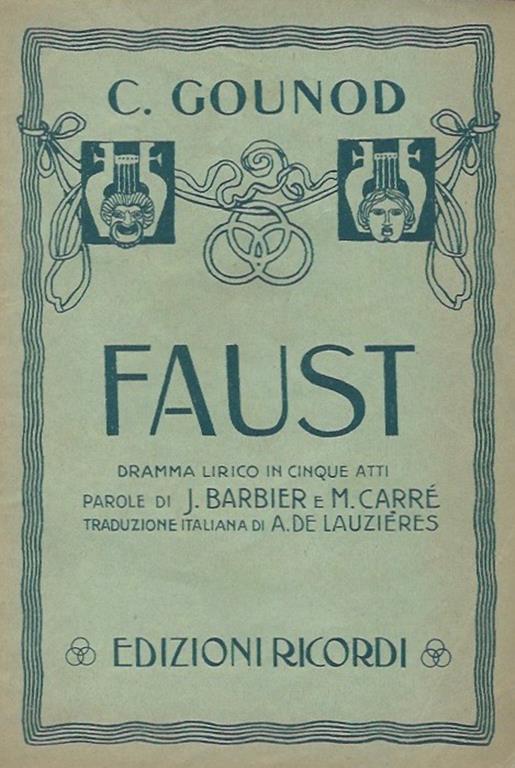 C. GOUNOD
FAUST
DRAMMA LIRICO IN CINQUE ATTI
PAROLE DI J. BARBIER E M. CARRÉ
TRADUZIONE ITALIANA DI A. DE LAUZIÈRES
EDIZIONI RICORDI